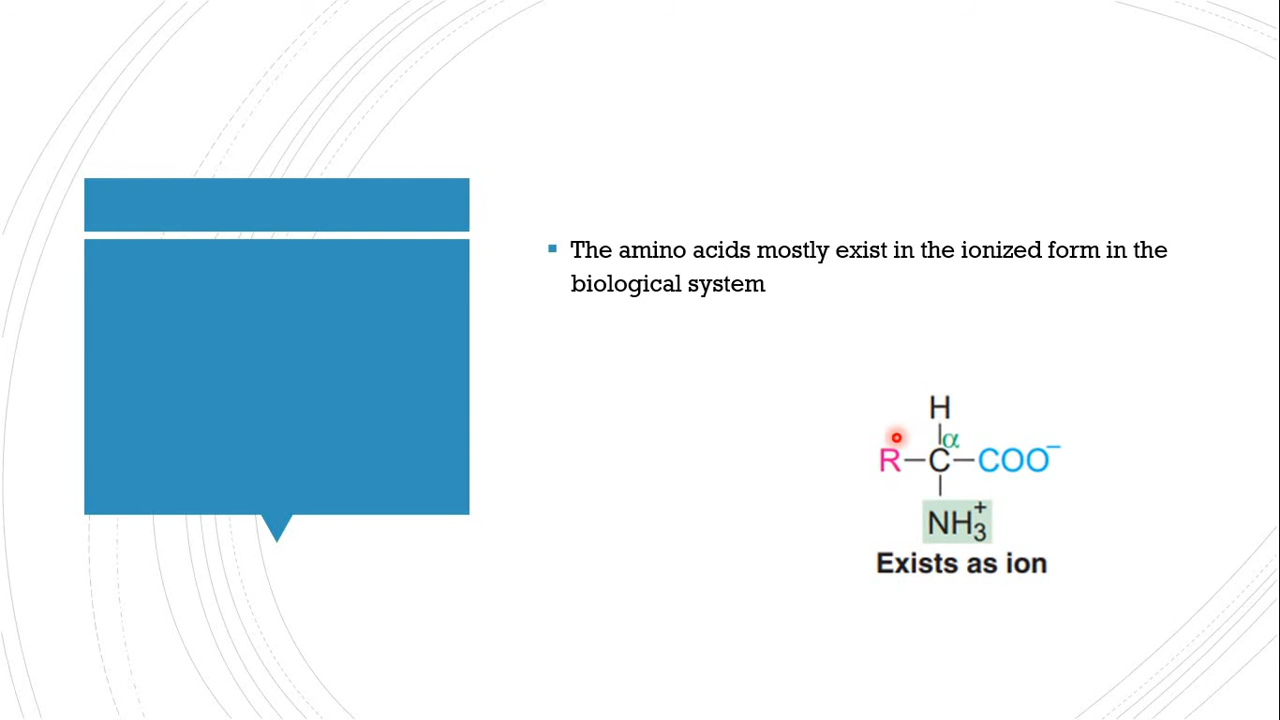 The amino acids mostly exist in the ionized form in the
biological system
H
α
R–C–COO⁻
NH₃⁺
Exists as ion